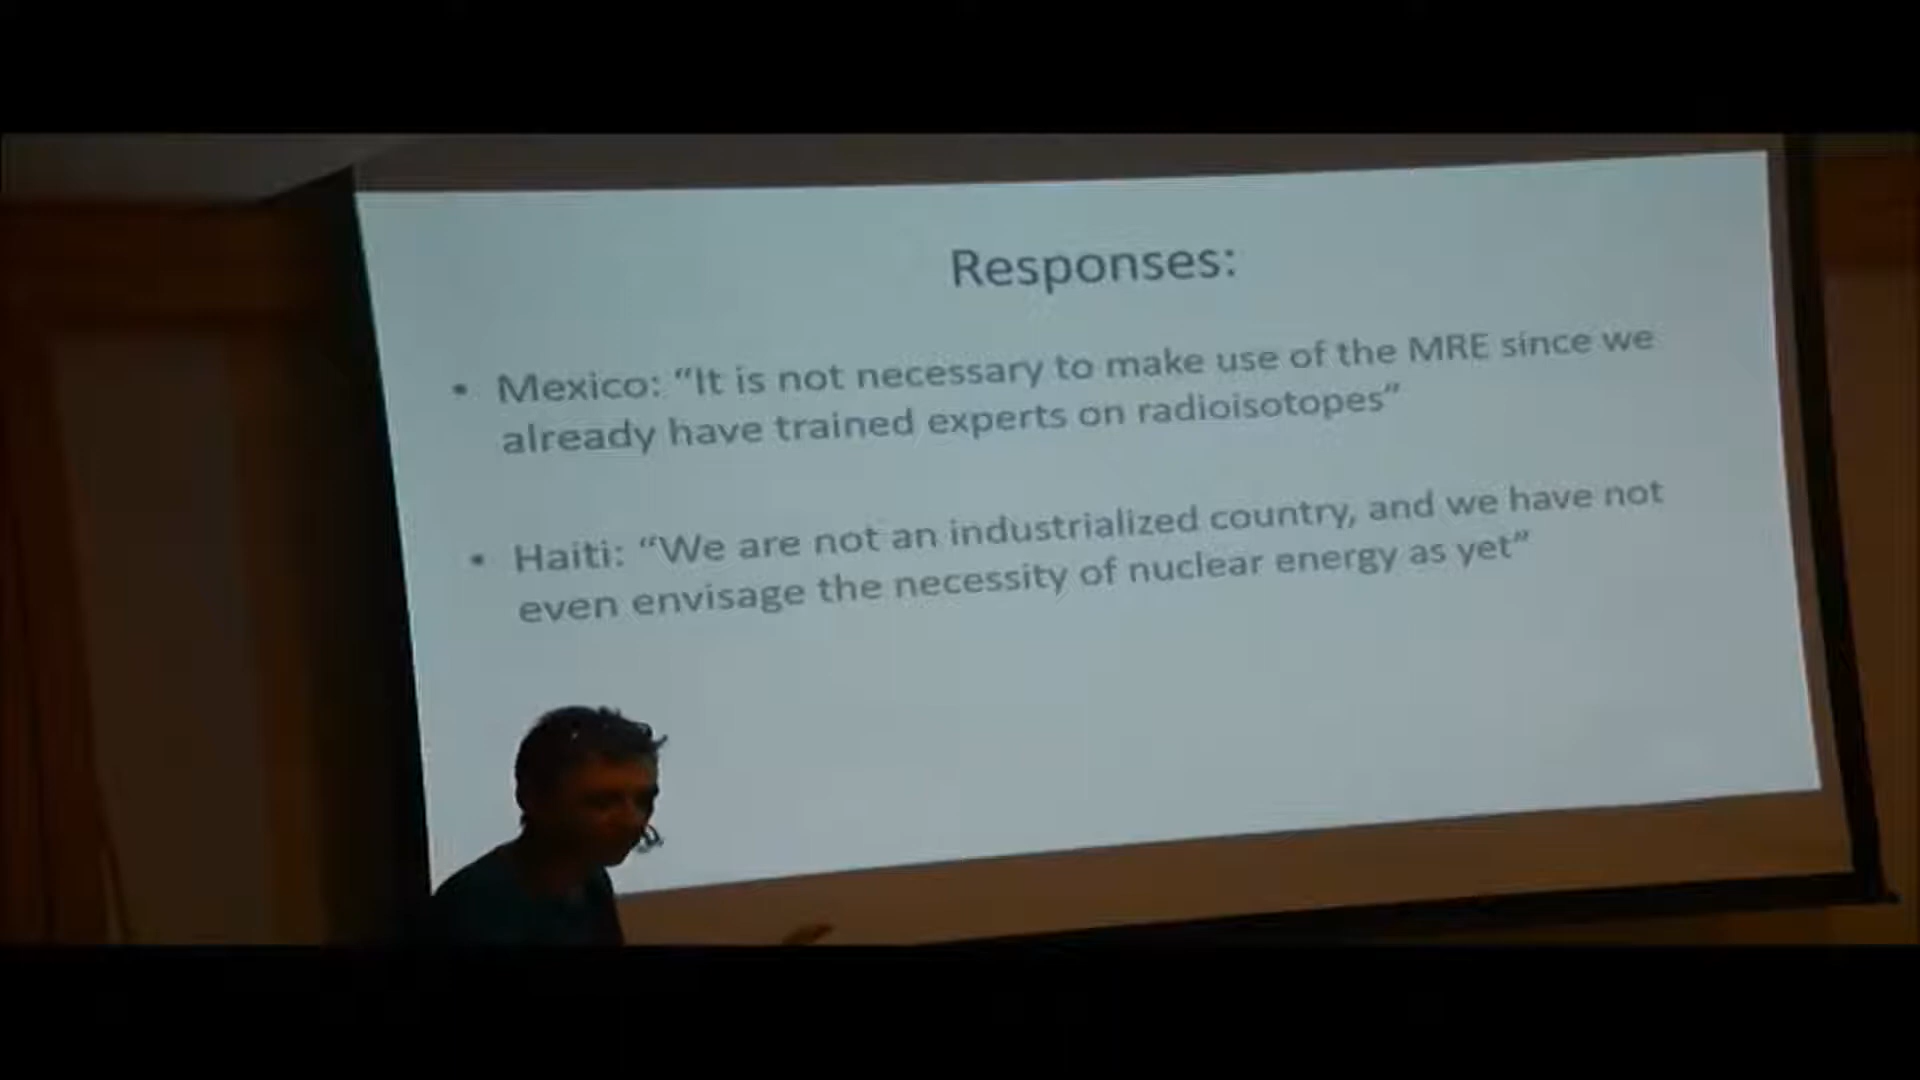 Responses:
• Mexico: “It is not necessary to make use of the MRE since we
already have trained experts on radioisotopes”
• Haiti: “We are not an industrialized country, and we have not
even envisage the necessity of nuclear energy as yet”